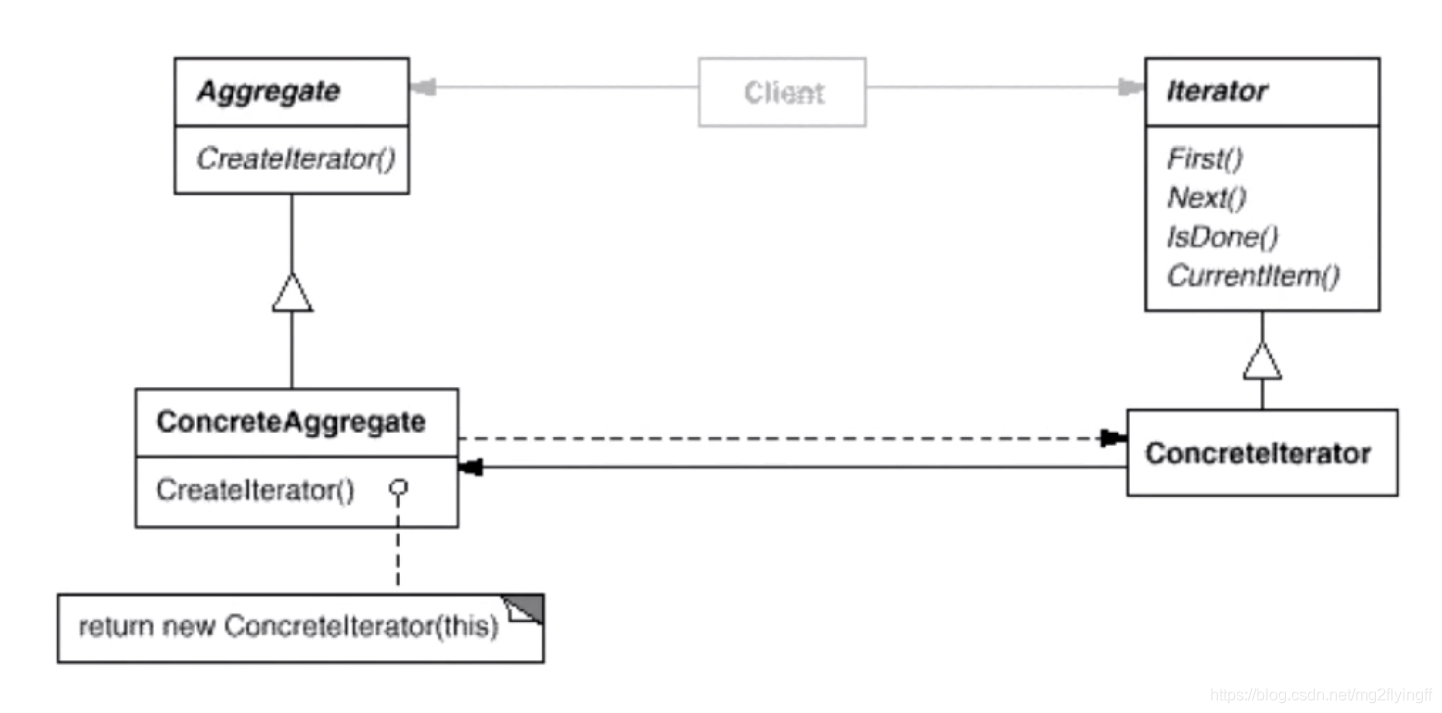 Aggregate
CreateIterator()
Client
Iterator
First()
Next()
IsDone()
CurrentItem()
ConcreteAggregate
CreateIterator()
ConcreteIterator
return new ConcreteIterator(this)
https://blog.csdn.net/mg2flyingff